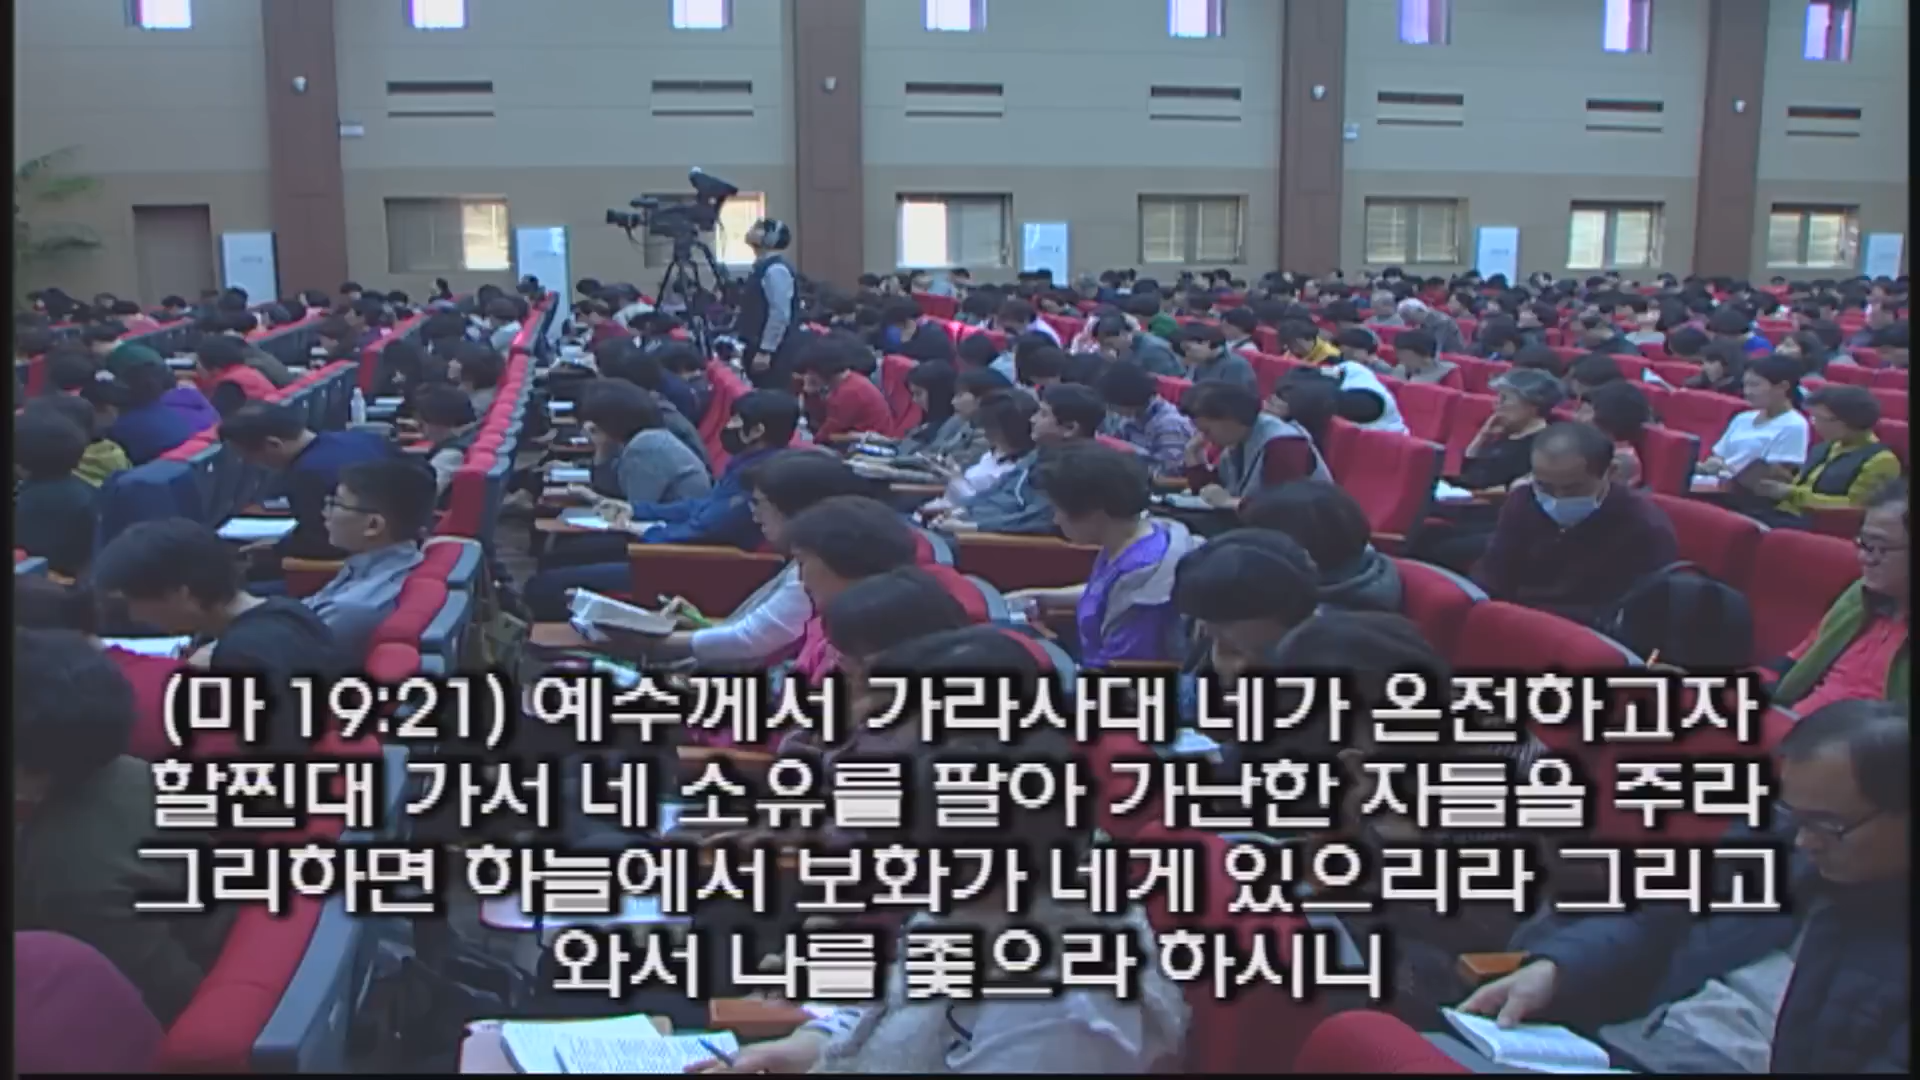 (마 19:21) 예수께서 가라사대 네가 온전하고자
할찐대 가서 네 소유를 팔아 가난한 자들을 주라
그리하면 하늘에서 보화가 네게 있으리라 그리고
와서 나를 좇으라 하시니